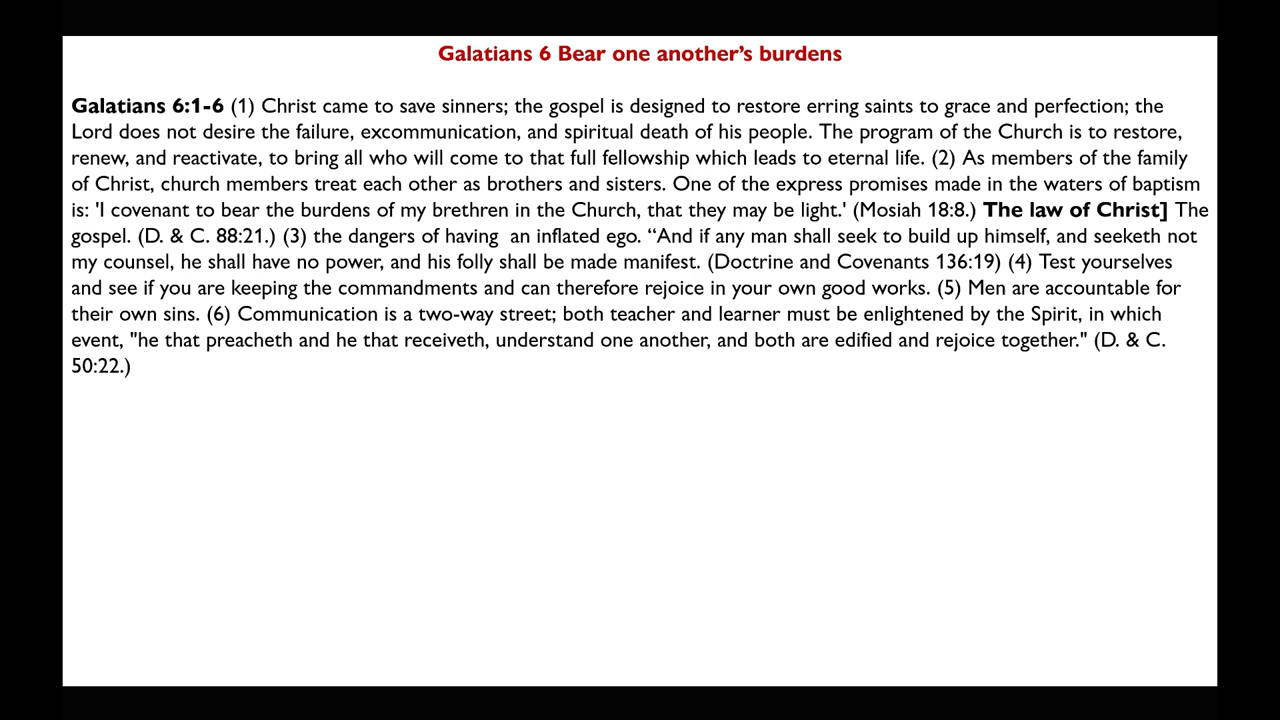 Galatians 6 Bear one another’s burdens
Galatians 6:1-6 (1) Christ came to save sinners; the gospel is designed to restore erring saints to grace and perfection; the
Lord does not desire the failure, excommunication, and spiritual death of his people. The program of the Church is to restore,
renew, and reactivate, to bring all who will come to that full fellowship which leads to eternal life. (2) As members of the family
of Christ, church members treat each other as brothers and sisters. One of the express promises made in the waters of baptism
is: 'I covenant to bear the burdens of my brethren in the Church, that they may be light.' (Mosiah 18:8.) The law of Christ] The
gospel. (D. & C. 88:21.) (3) the dangers of having  an inflated ego. “And if any man shall seek to build up himself, and seeketh not
my counsel, he shall have no power, and his folly shall be made manifest. (Doctrine and Covenants 136:19) (4) Test yourselves
and see if you are keeping the commandments and can therefore rejoice in your own good works. (5) Men are accountable for
their own sins. (6) Communication is a two-way street; both teacher and learner must be enlightened by the Spirit, in which
event, "he that preacheth and he that receiveth, understand one another, and both are edified and rejoice together." (D. & C.
50:22.)